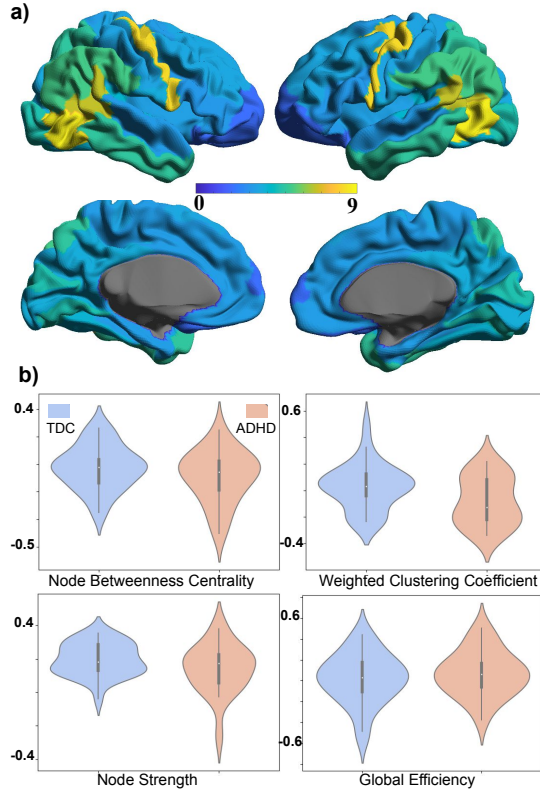 a)
0 9
b)
0.4
TDC ADHD
-0.5
Node Betweenness Centrality
0.6
-0.4
Weighted Clustering Coefficient
0.4
-0.4
Node Strength
0.6
-0.6
Global Efficiency